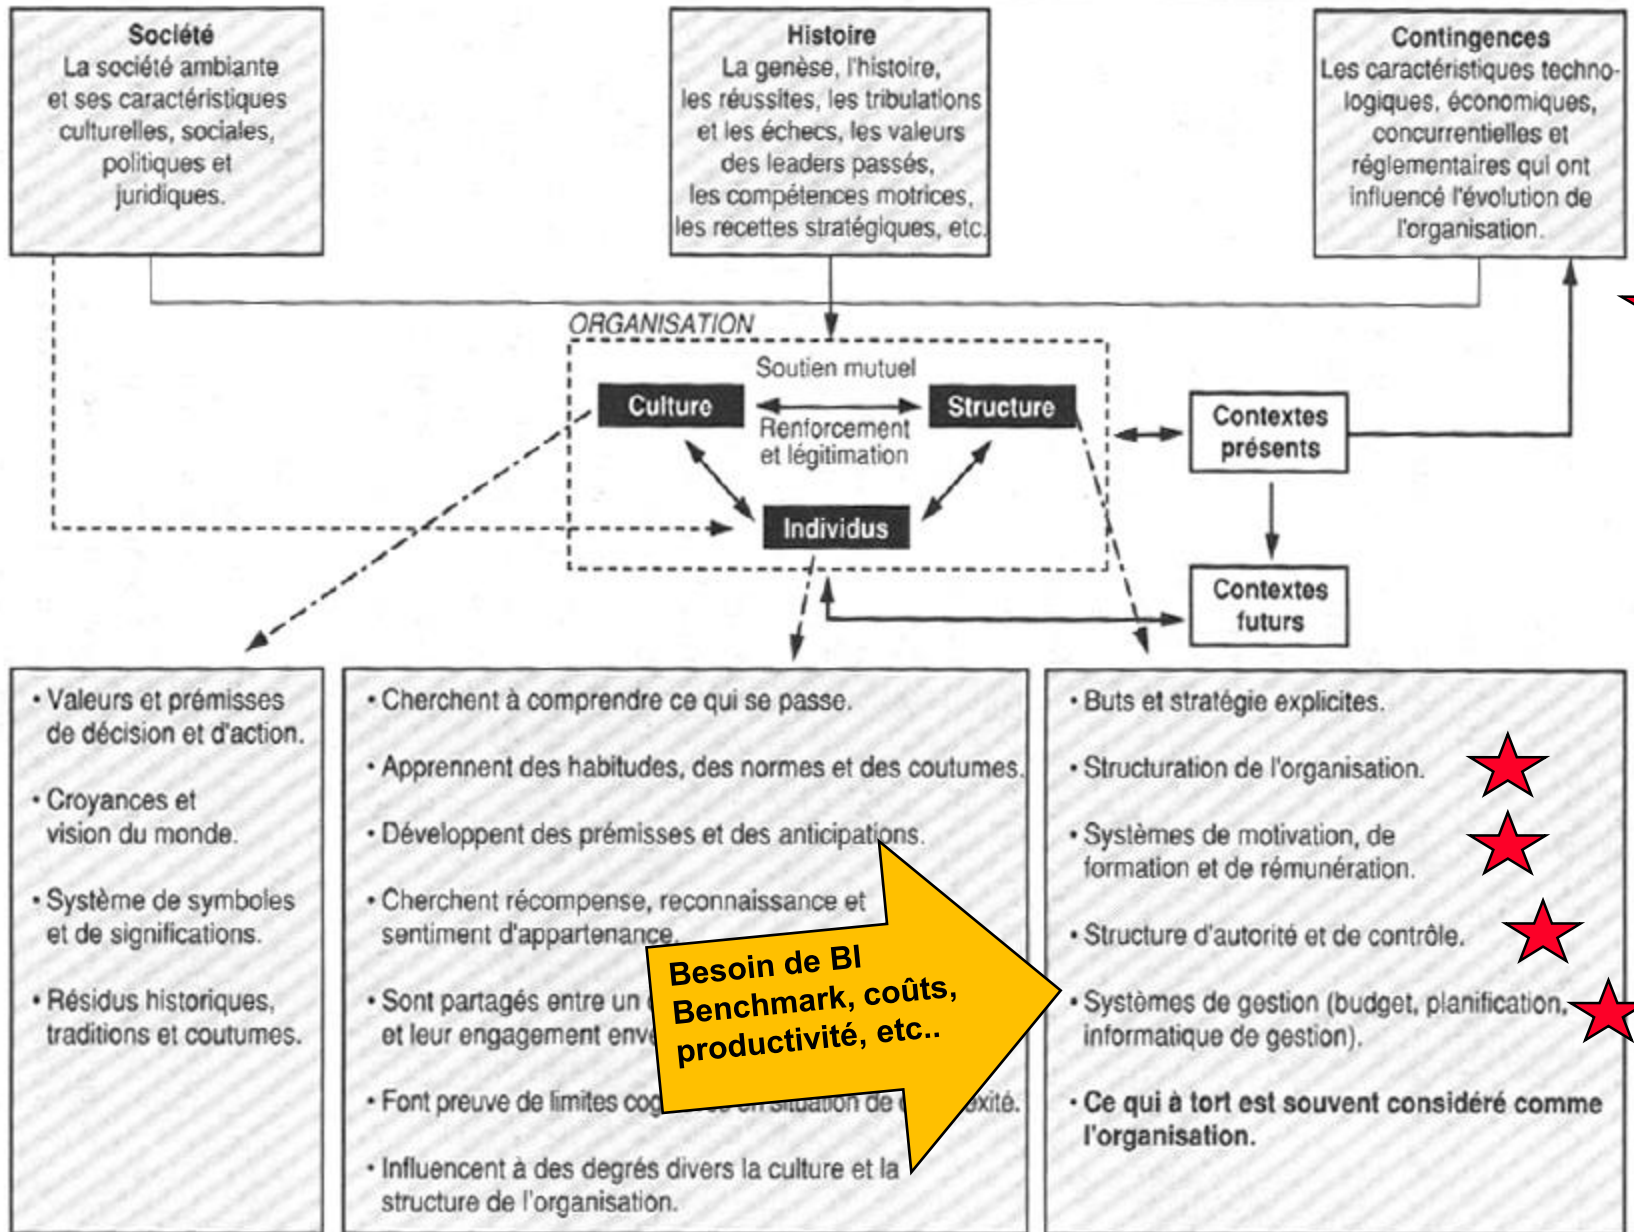 Société
La société ambiante
et ses caractéristiques
culturelles, sociales,
politiques et
juridiques.
Histoire
La genèse, l'histoire,
les réussites, les tribulations
et les échecs, les valeurs
des leaders passés,
les compétences motrices,
les recettes stratégiques, etc.
Contingences
Les caractéristiques techno-
logiques, économiques,
concurrentielles et
réglementaires qui ont
influencé l'évolution de
l'organisation.
ORGANISATION
Soutien mutuel
Culture
Structure
Renforcement
et légitimation
Individus
Contextes
présents
Contextes
futurs
• Valeurs et prémisses
de décision et d'action.
• Croyances et
vision du monde.
• Système de symboles
et de significations.
• Résidus historiques,
traditions et coutumes.
• Cherchent à comprendre ce qui se passe.
• Apprennent des habitudes, des normes et des coutumes.
• Développent des prémisses et des anticipations.
• Cherchent récompense, reconnaissance et
sentiment d'appartenance.
• Sont partagés entre un
et leur engagement
• Font preuve de limites en situation de
• Influencent à des degrés divers la culture et la
structure de l'organisation.
Besoin de BI
Benchmark, coûts,
productivité, etc..
• Buts et stratégie explicites.
• Structuration de l'organisation.
• Systèmes de motivation, de
formation et de rémunération.
• Structure d'autorité et de contrôle.
• Systèmes de gestion (budget, planification,
informatique de gestion).
• Ce qui à tort est souvent considéré comme
l'organisation.